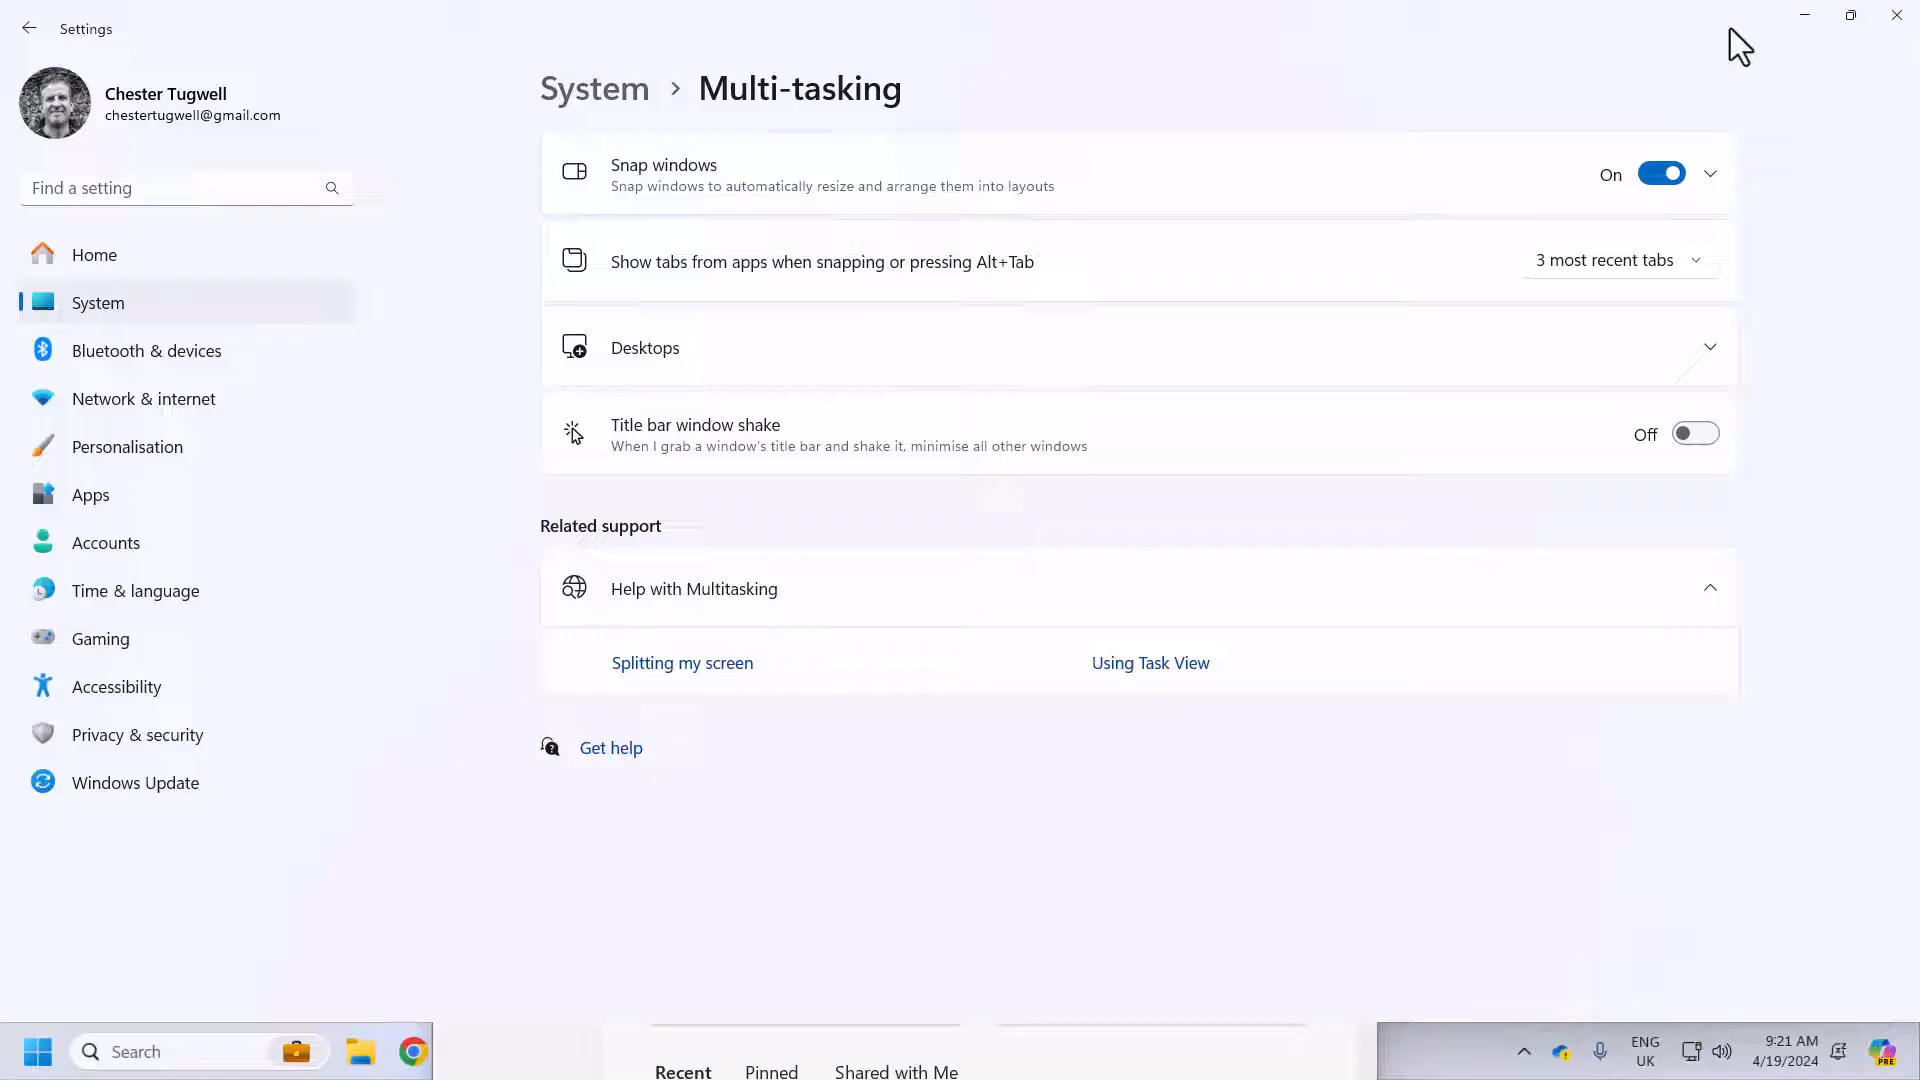 Settings
Chester Tugwell
chestertugwell@gmail.com
Find a setting
Home
System
Bluetooth & devices
Network & internet
Personalisation
Apps
Accounts
Time & language
Gaming
Accessibility
Privacy & security
Windows Update
System > Multi-tasking
Snap windows
Snap windows to automatically resize and arrange them into layouts
On
Show tabs from apps when snapping or pressing Alt+Tab
3 most recent tabs
Desktops
Title bar window shake
When I grab a window's title bar and shake it, minimise all other windows
Off
Related support
Help with Multitasking
Splitting my screen
Using Task View
Get help
Search
Recent
Pinned
Shared with Me
ENG
UK
9:21 AM
4/19/2024
PRE